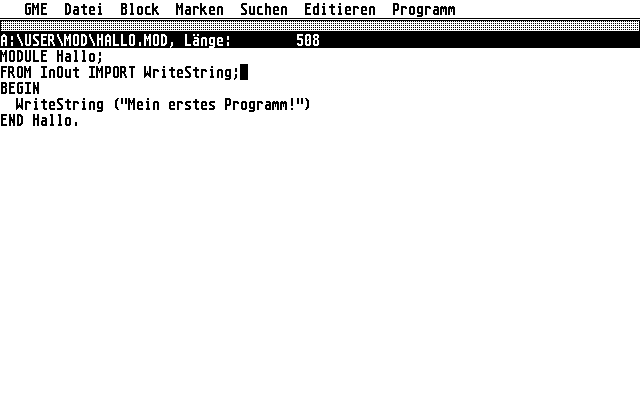 GME Datei Block Marken Suchen Editieren Programm
A:\USER\MOD\HALLO.MOD, Länge: 508
MODULE Hallo;
FROM InOut IMPORT WriteString;
BEGIN
  WriteString ("Mein erstes Programm!")
END Hallo.